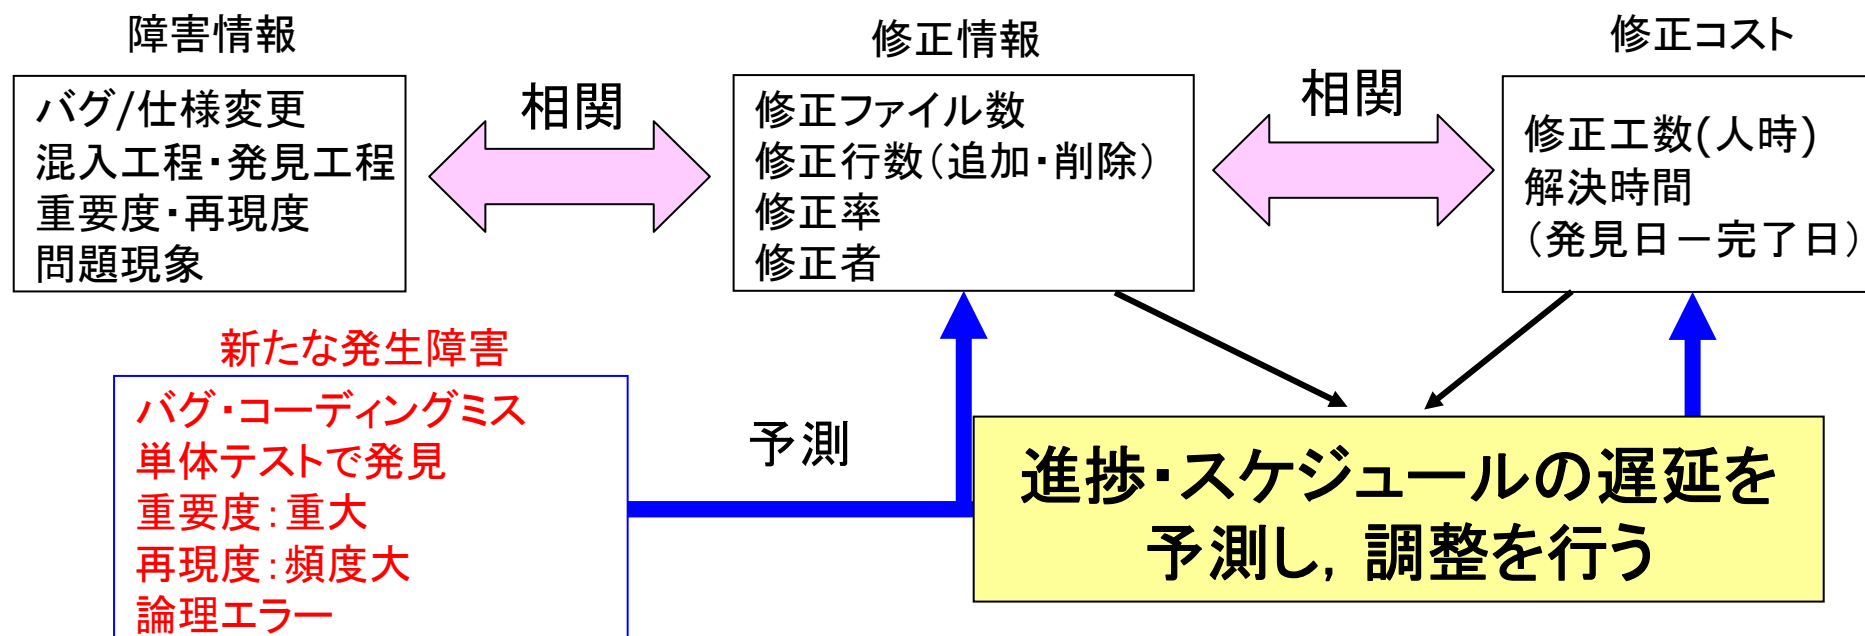 障害情報
バグ/仕様変更
混入工程・発見工程
重要度・再現度
問題現象
相関
修正情報
修正ファイル数
修正行数（追加・削除）
修正率
修正者
相関
修正コスト
修正工数(人時)
解決時間
（発見日－完了日）
新たな発生障害
バグ・コーディングミス
単体テストで発見
重要度：重大
再現度：頻度大
論理エラー
予測
進捗・スケジュールの遅延を
予測し，調整を行う